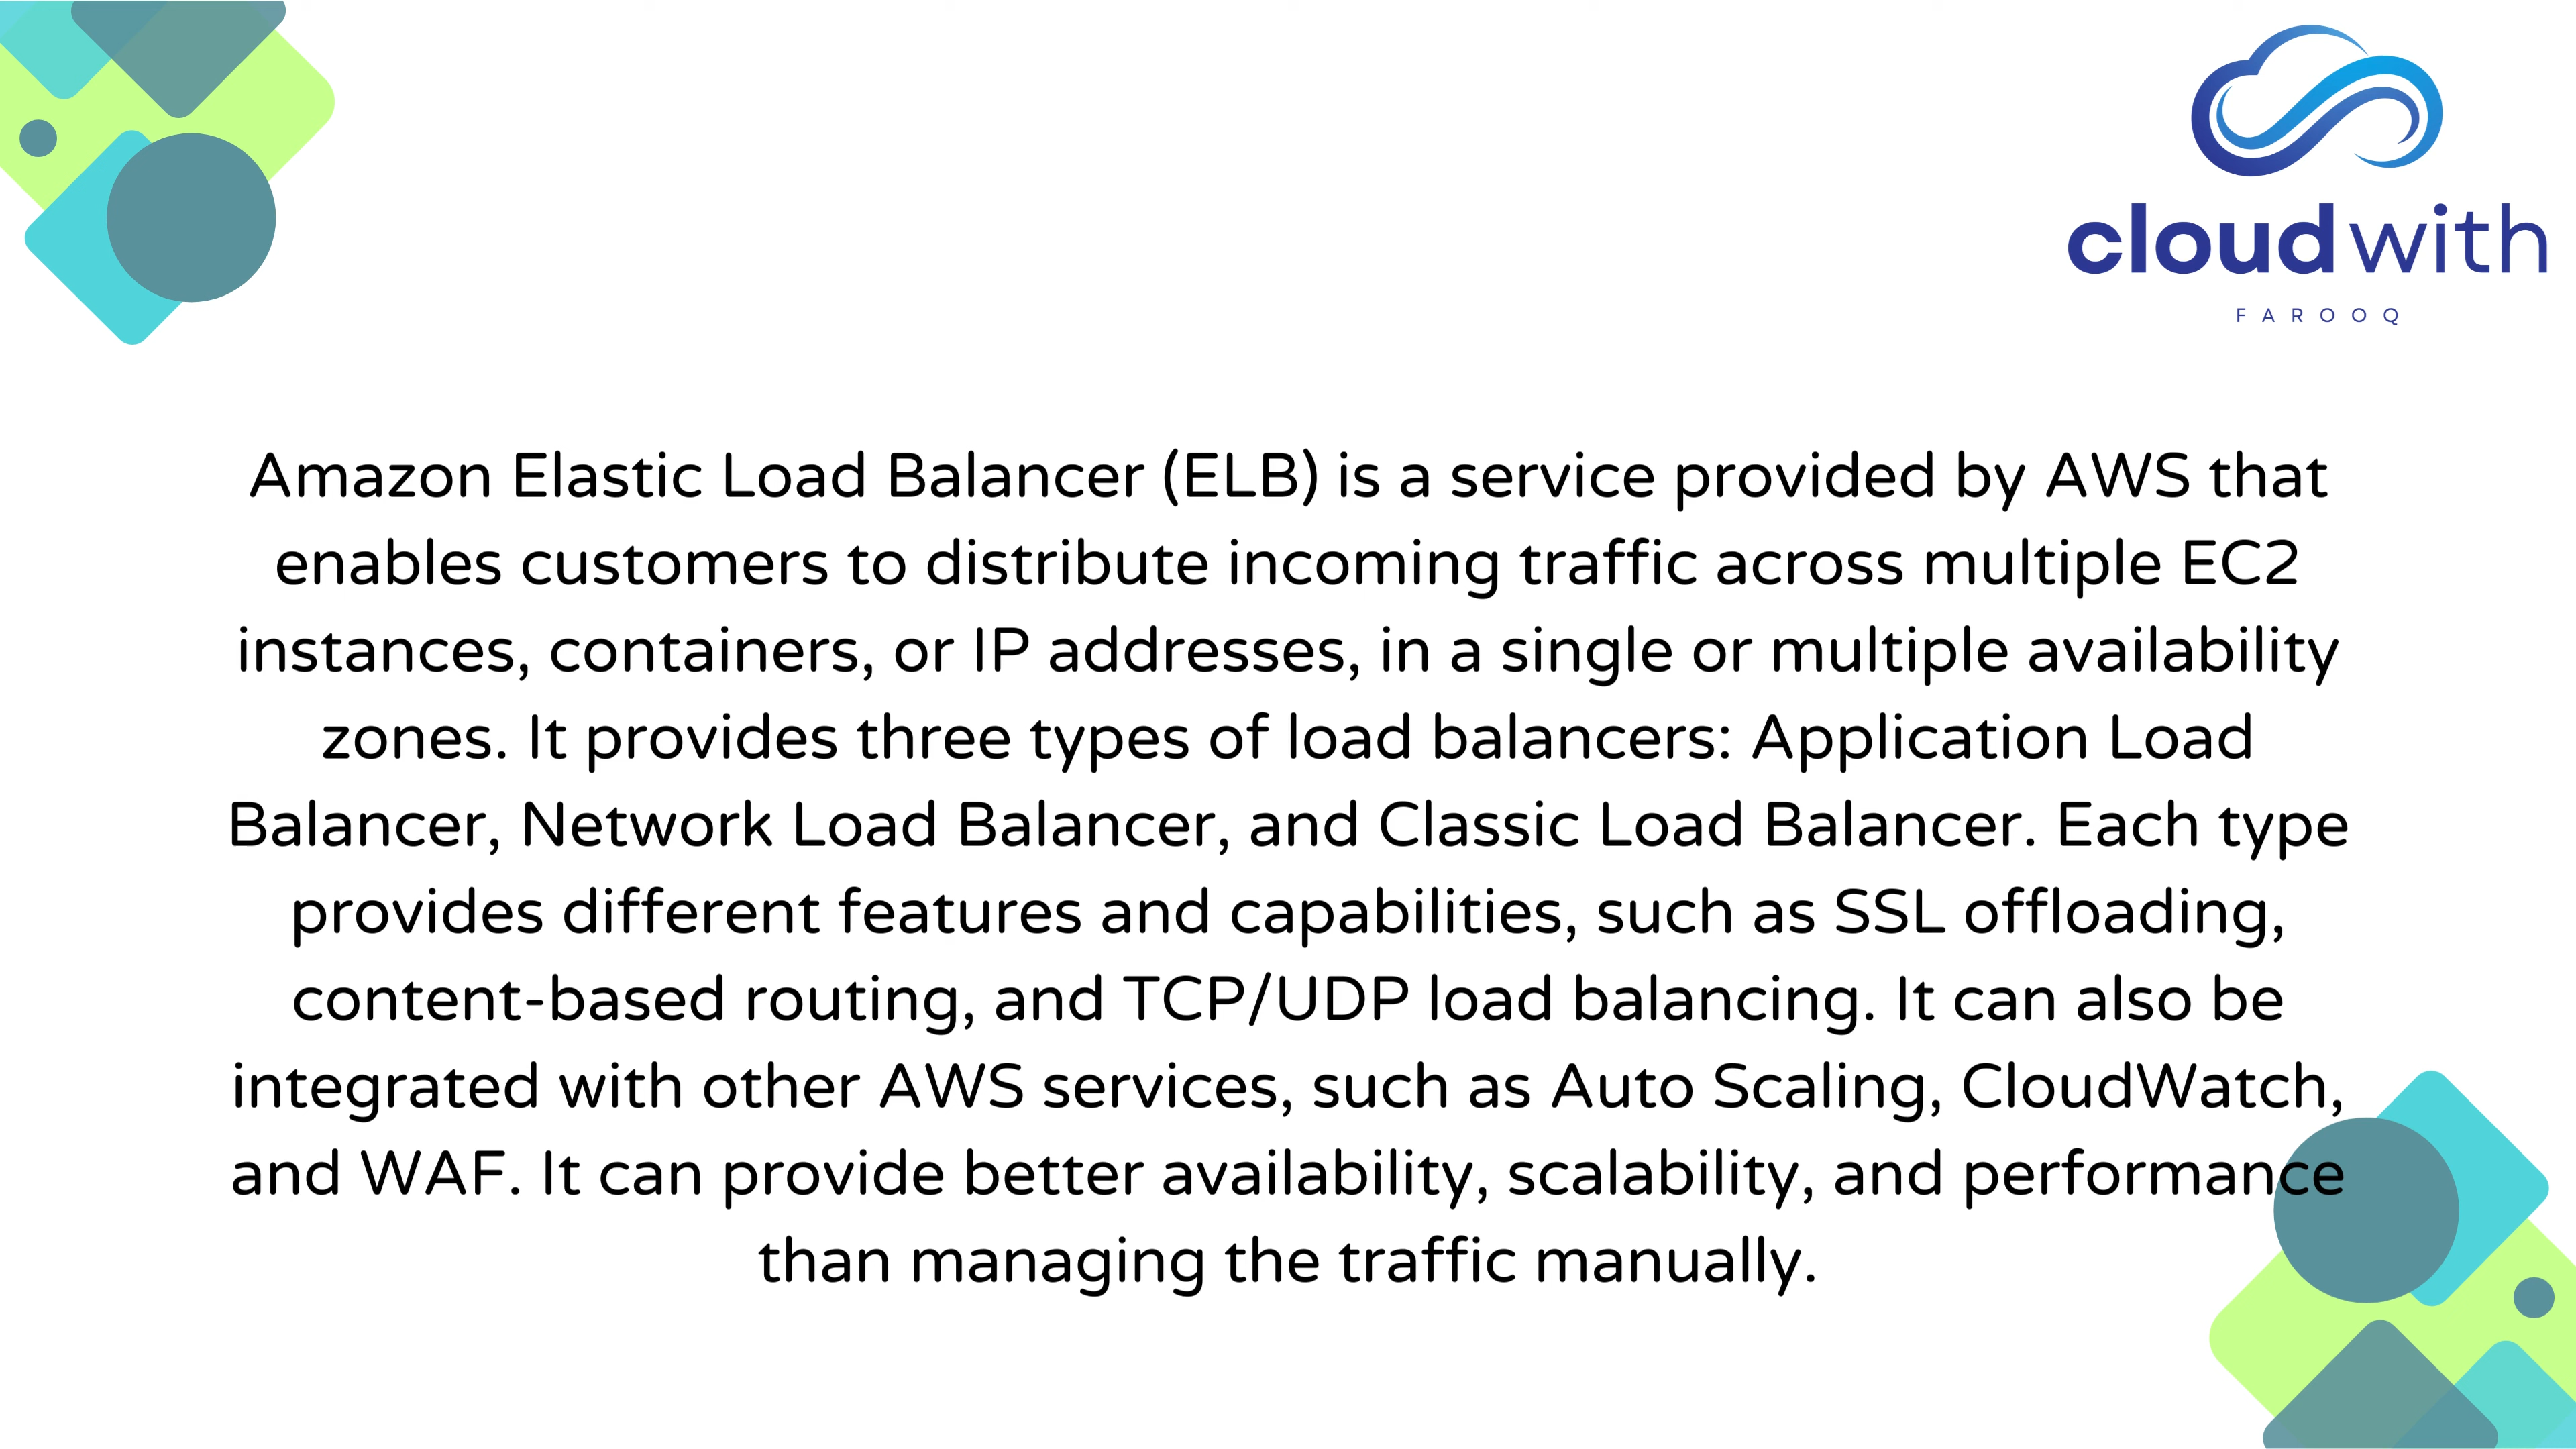 cloudwith
FAROOQ
Amazon Elastic Load Balancer (ELB) is a service provided by AWS that
enables customers to distribute incoming traffic across multiple EC2
instances, containers, or IP addresses, in a single or multiple availability
zones. It provides three types of load balancers: Application Load
Balancer, Network Load Balancer, and Classic Load Balancer. Each type
provides different features and capabilities, such as SSL offloading,
content-based routing, and TCP/UDP load balancing. It can also be
integrated with other AWS services, such as Auto Scaling, CloudWatch,
and WAF. It can provide better availability, scalability, and performance
than managing the traffic manually.